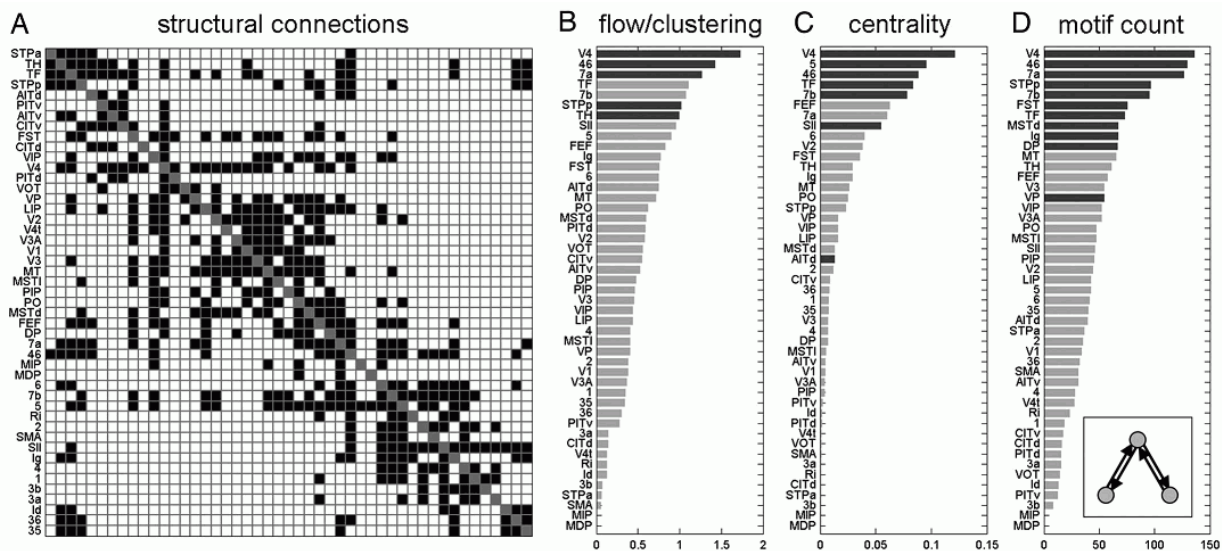 A
structural connections
STPa
TH
TF
STPp
AITd
PITv
AITv
CITv
FST
CITd
VIP
V4
PITd
VOT
VP
LIP
V2
V4t
V3A
V1
V3
MT
MSTl
PIP
PO
MSTd
FEF
DP
7a
46
MIP
MDP
6
7b
5
Ri
2
SMA
SII
Ig
4
1
3b
3a
Id
36
35
B
flow/clustering
V4
46
7a
TF
7b
STPp
TH
SII
5
FEF
Ig
FST
6
AITd
MT
PO
MSTd
PITd
V2
VOT
CITv
AITv
DP
PIP
V3
VIP
LIP
4
MSTl
VP
2
V1
V3A
1
35
36
PITv
3a
CITd
V4t
Ri
Id
3b
STPa
SMA
MIP
MDP
0 0.5 1 1.5 2
C
centrality
V4
5
46
TF
7b
FEF
7a
SII
6
V2
FST
TH
Ig
MT
PO
STPp
VP
VIP
LIP
MSTd
AITd
2
CITv
36
1
35
V3
4
DP
MSTl
AITv
V1
V3A
PIP
PITv
Id
PITd
V4t
VOT
SMA
3a
Ri
CITd
STPa
3b
MIP
MDP
0 0.05 0.1 0.15
D
motif count
V4
46
7a
STPp
7b
FST
TF
MSTd
Ig
DP
MT
TH
FEF
V3
VP
VIP
V3A
PO
MSTl
SII
PIP
V2
LIP
5
6
35
AITd
STPa
2
V1
36
SMA
AITv
4
V4t
Ri
1
CITv
CITd
PITd
3a
VOT
Id
PITv
3b
MIP
MDP
0 50 100 150